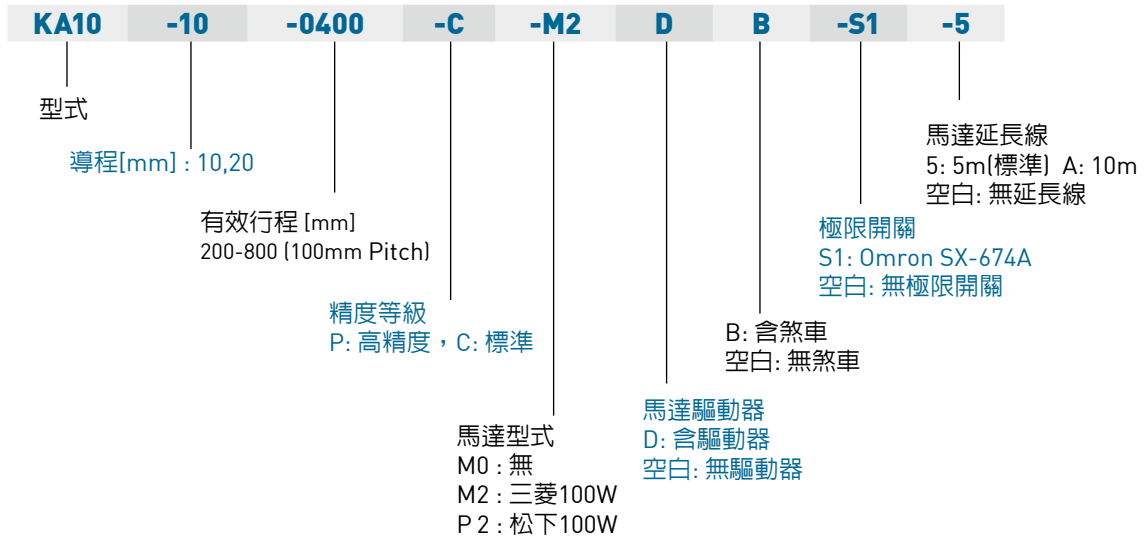 KA10 -10 -0400 -C -M2 D B -S1 -5
型式
導程[mm] : 10,20
有效行程 [mm]
200-800 (100mm Pitch)
精度等級
P: 高精度，C: 標準
馬達型式
M0 : 無
M2 : 三菱100W
P 2 : 松下100W
馬達驅動器
D: 含驅動器
空白: 無驅動器
B: 含煞車
空白: 無煞車
極限開關
S1: Omron SX-674A
空白: 無極限開關
馬達延長線
5: 5m(標準) A: 10m
空白: 無延長線